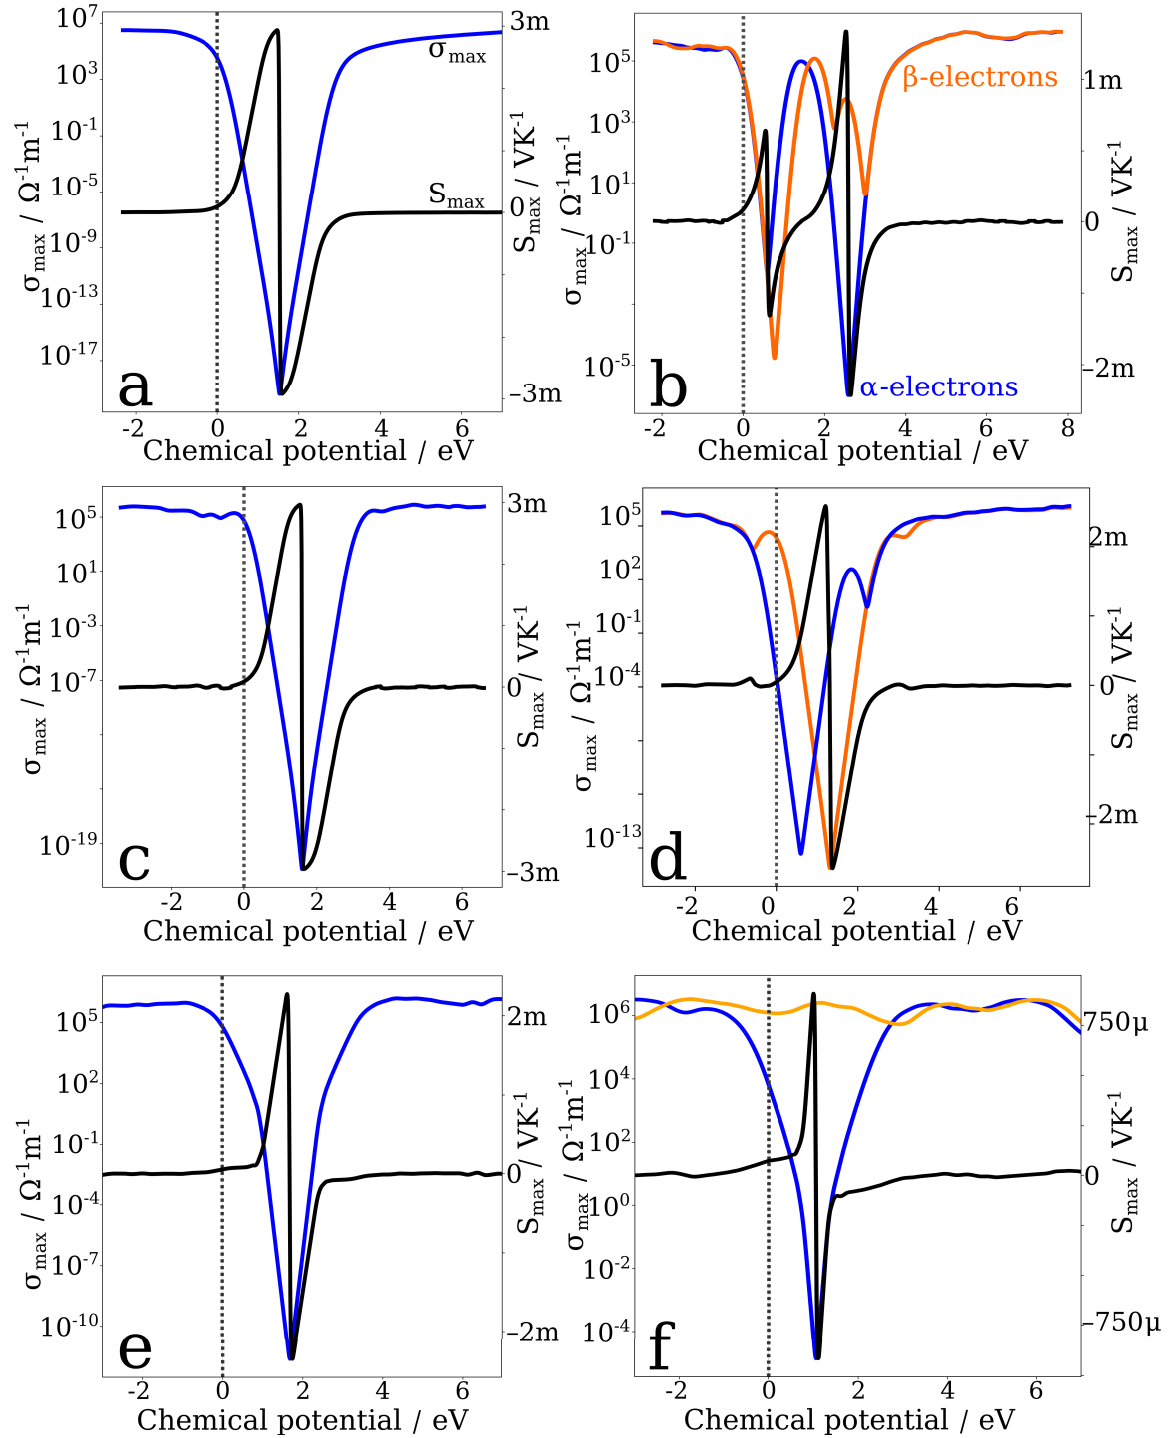 10^7
10^3
10^-1
10^-5
10^-9
10^-13
10^-17
σ_max / Ω^-1m^-1
σ_max
S_max
3m
0
–3m
S_max / VK^-1
a
-2 0 2 4 6
Chemical potential / eV
10^5
10^3
10^1
10^-1
10^-5
σ_max / Ω^-1m^-1
β-electrons
α-electrons
1m
0
–2m
S_max / VK^-1
b
-2 0 2 4 6 8
Chemical potential / eV
10^5
10^1
10^-3
10^-7
10^-19
σ_max / Ω^-1m^-1
3m
0
–3m
S_max / VK^-1
c
-2 0 2 4 6
Chemical potential / eV
10^5
10^2
10^-1
10^-4
10^-13
σ_max / Ω^-1m^-1
2m
0
–2m
S_max / VK^-1
d
-2 0 2 4 6
Chemical potential / eV
10^5
10^2
10^-1
10^-4
10^-7
10^-10
σ_max / Ω^-1m^-1
2m
0
–2m
S_max / VK^-1
e
-2 0 2 4 6
Chemical potential / eV
10^6
10^4
10^2
10^0
10^-2
10^-4
σ_max / Ω^-1m^-1
750μ
0
–750μ
S_max / VK^-1
f
-2 0 2 4 6
Chemical potential / eV